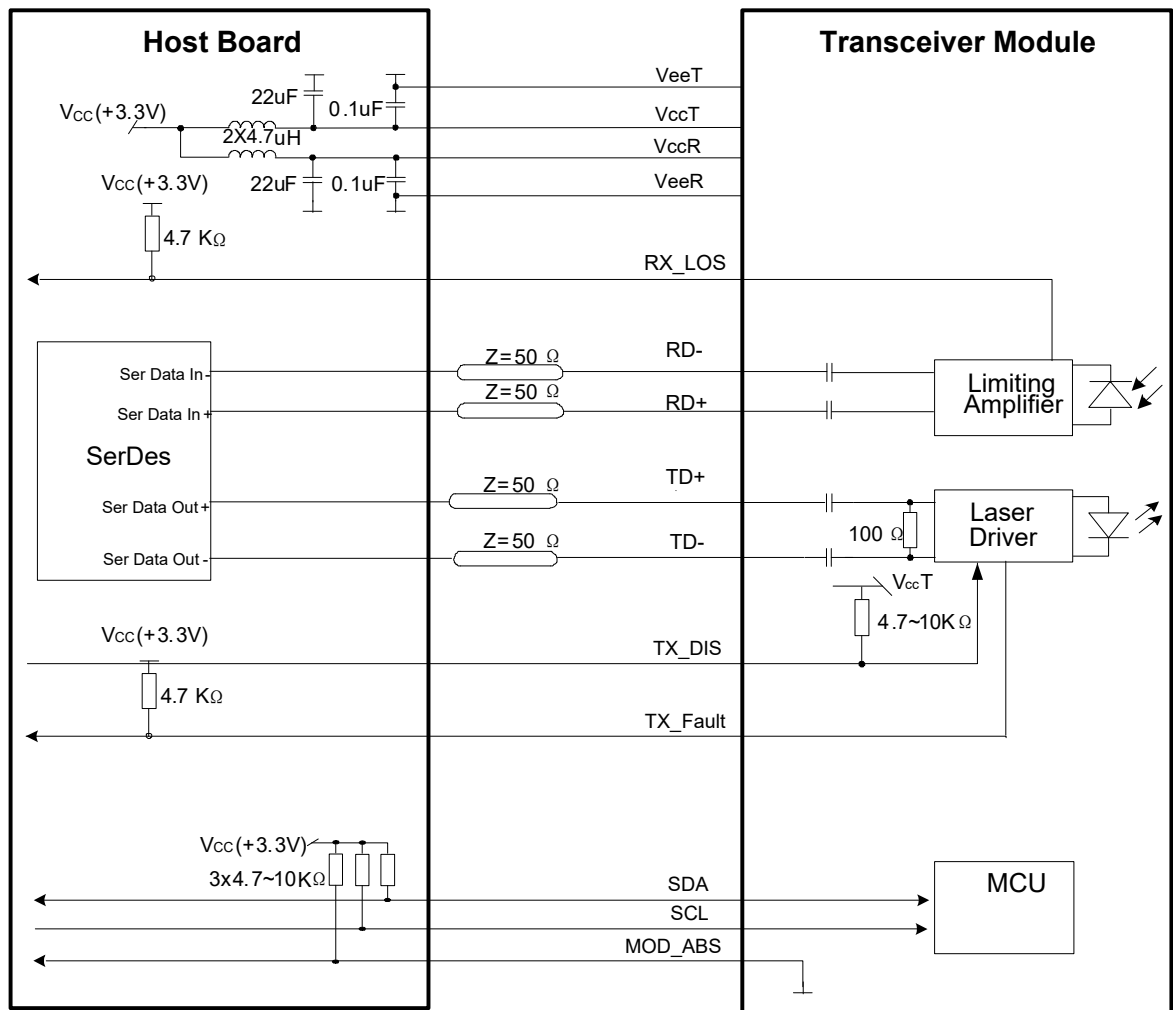 Host Board
Transceiver Module
VeeT
22uF
0.1uF
Vcc(+3.3V)
VccT
2X4.7uH
VccR
Vcc(+3.3V)
22uF
0.1uF
VeeR
4.7 KΩ
RX_LOS
Z=50 Ω
RD-
Ser Data In-
Limiting
Amplifier
Z=50 Ω
RD+
Ser Data In+
SerDes
Z=50 Ω
TD+
Ser Data Out+
Laser
Driver
100 Ω
Z=50 Ω
TD-
Ser Data Out-
VccT
4.7~10KΩ
Vcc(+3.3V)
TX_DIS
4.7 KΩ
TX_Fault
Vcc(+3.3V)
3x4.7~10KΩ
SDA
MCU
SCL
MOD_ABS